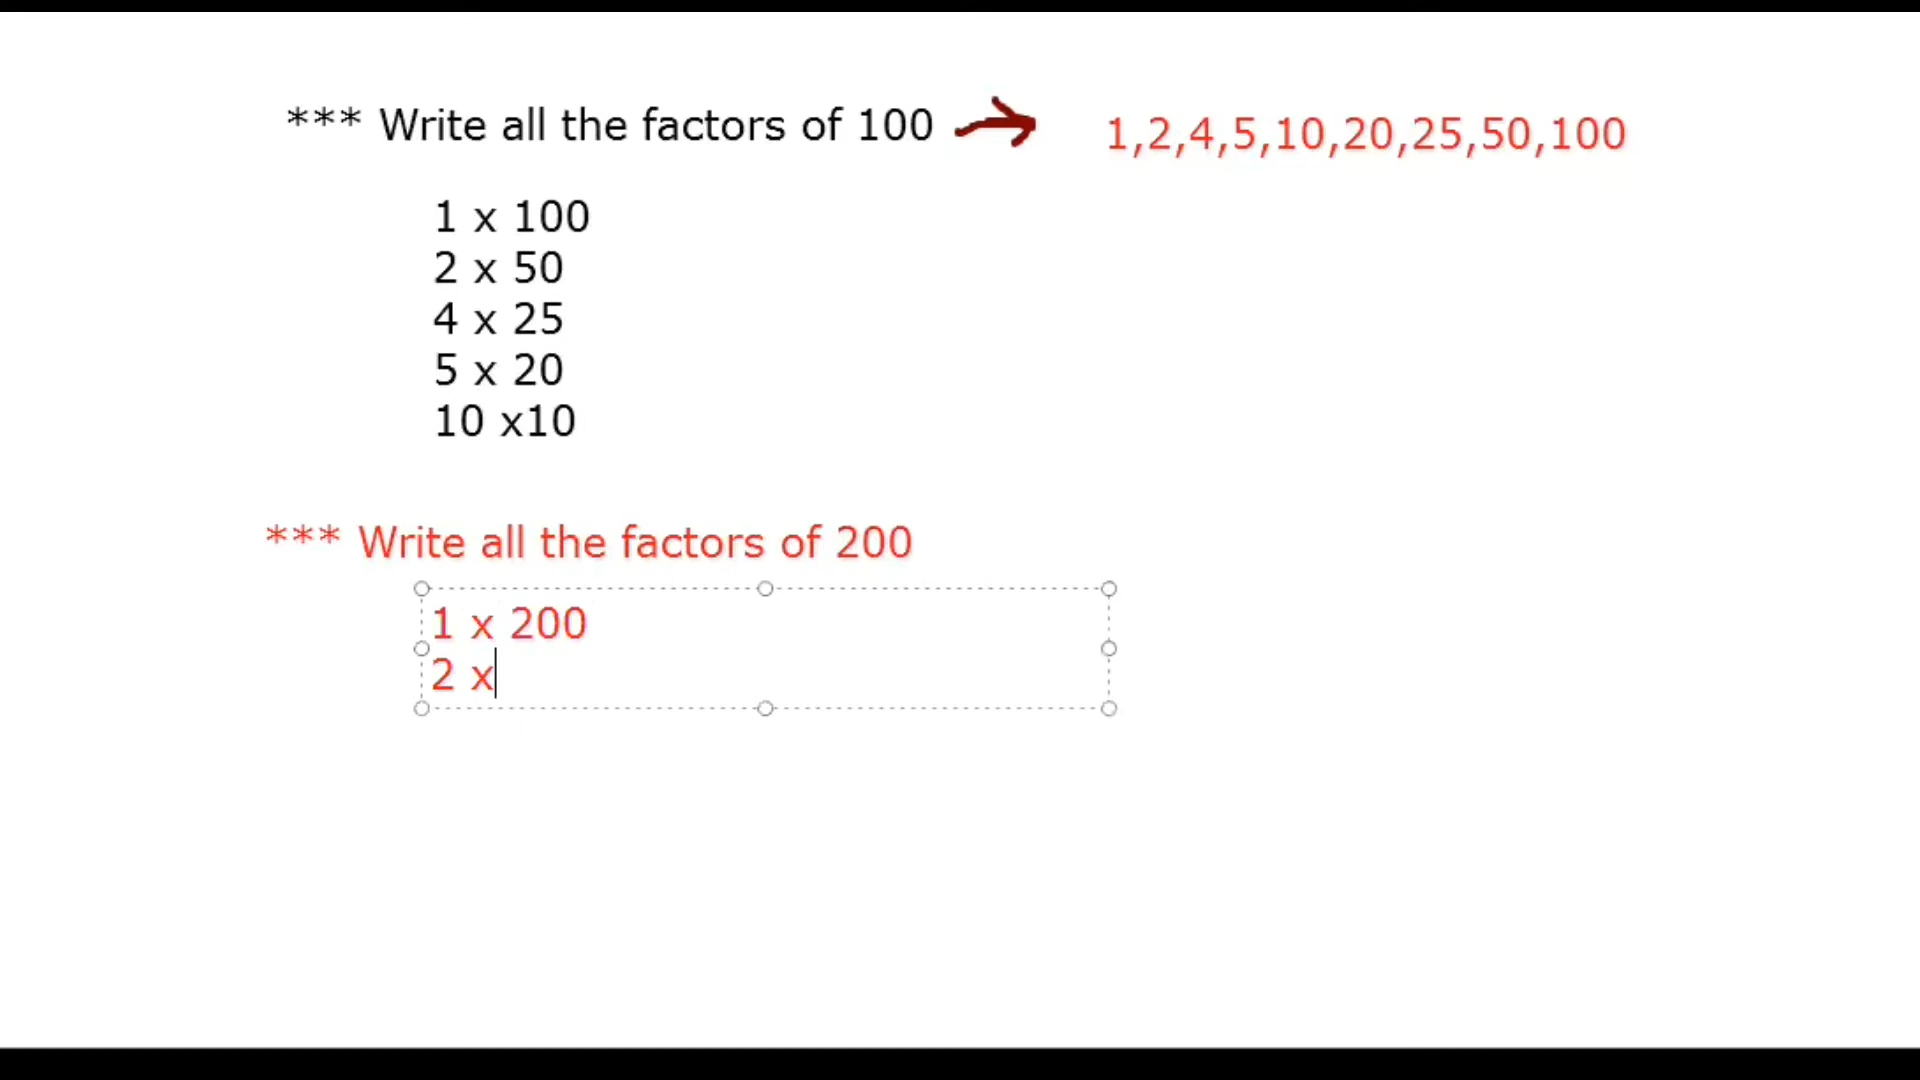 *** Write all the factors of 100
1,2,4,5,10,20,25,50,100
1 x 100
2 x 50
4 x 25
5 x 20
10 x10
*** Write all the factors of 200
1 x 200
2 x